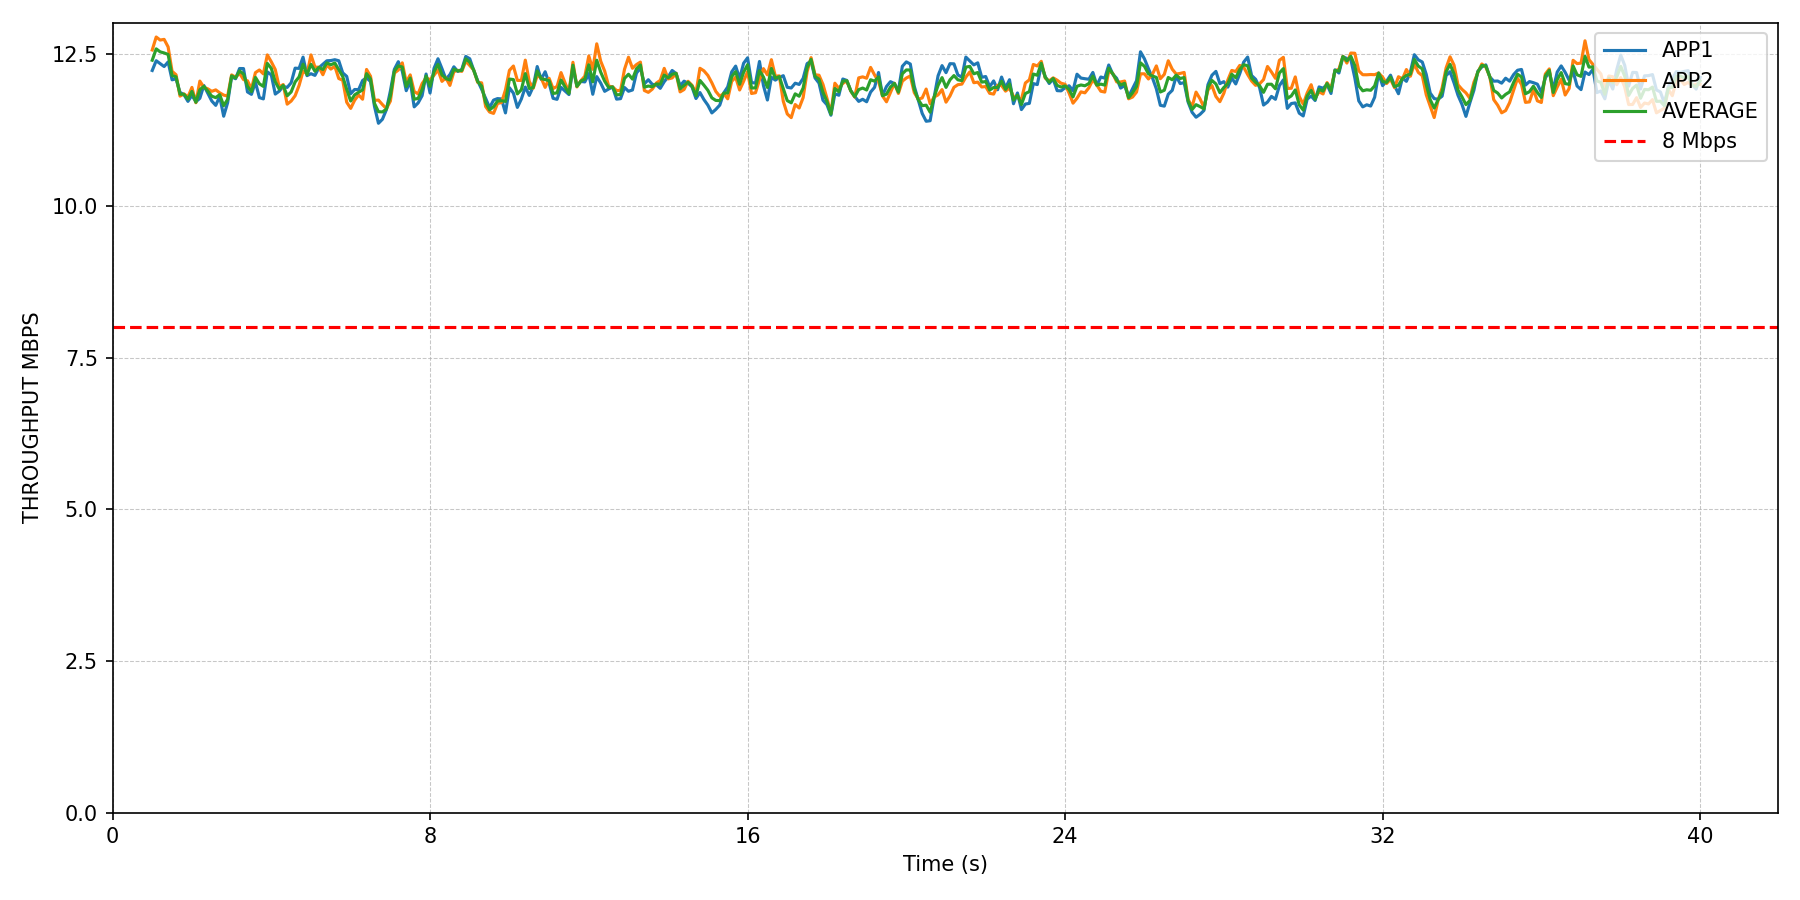 12.5
10.0
7.5
5.0
2.5
0.0
THROUGHPUT MBPS
0 8 16 24 32 40
Time (s)
APP1
APP2
AVERAGE
8 Mbps